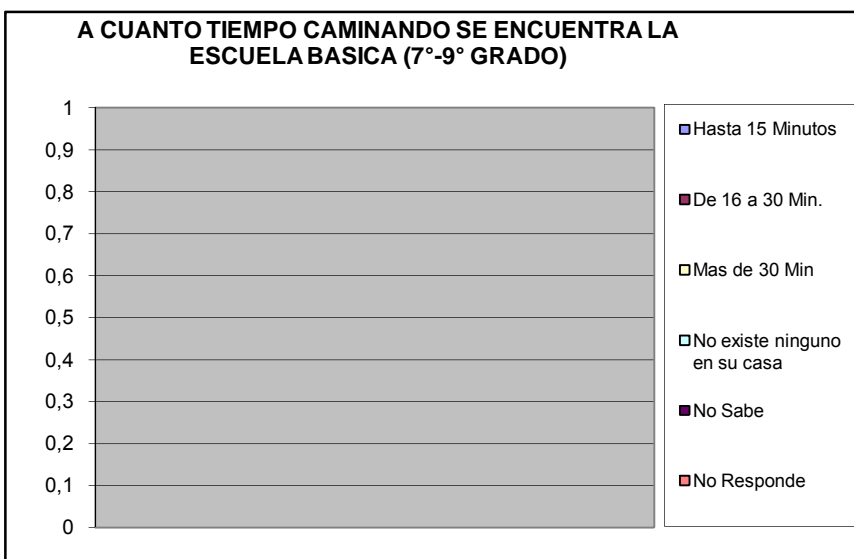 A CUANTO TIEMPO CAMINANDO SE ENCUENTRA LA
ESCUELA BASICA (7°-9° GRADO)
1
0,9
0,8
0,7
0,6
0,5
0,4
0,3
0,2
0,1
0
Hasta 15 Minutos
De 16 a 30 Min.
Mas de 30 Min
No existe ninguno
en su casa
No Sabe
No Responde